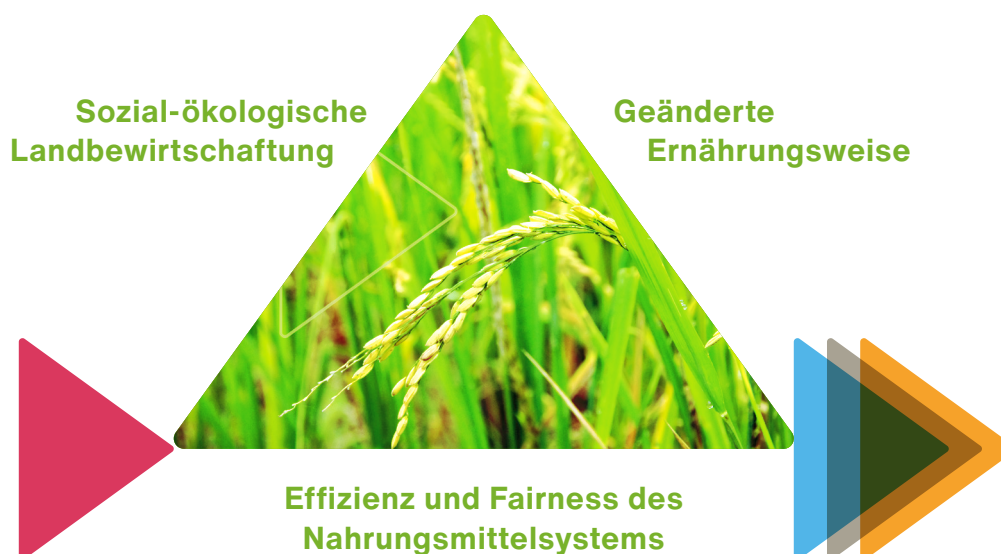 Sozial-ökologische
Landbewirtschaftung
Geänderte
Ernährungsweise
Effizienz und Fairness des
Nahrungsmittelsystems